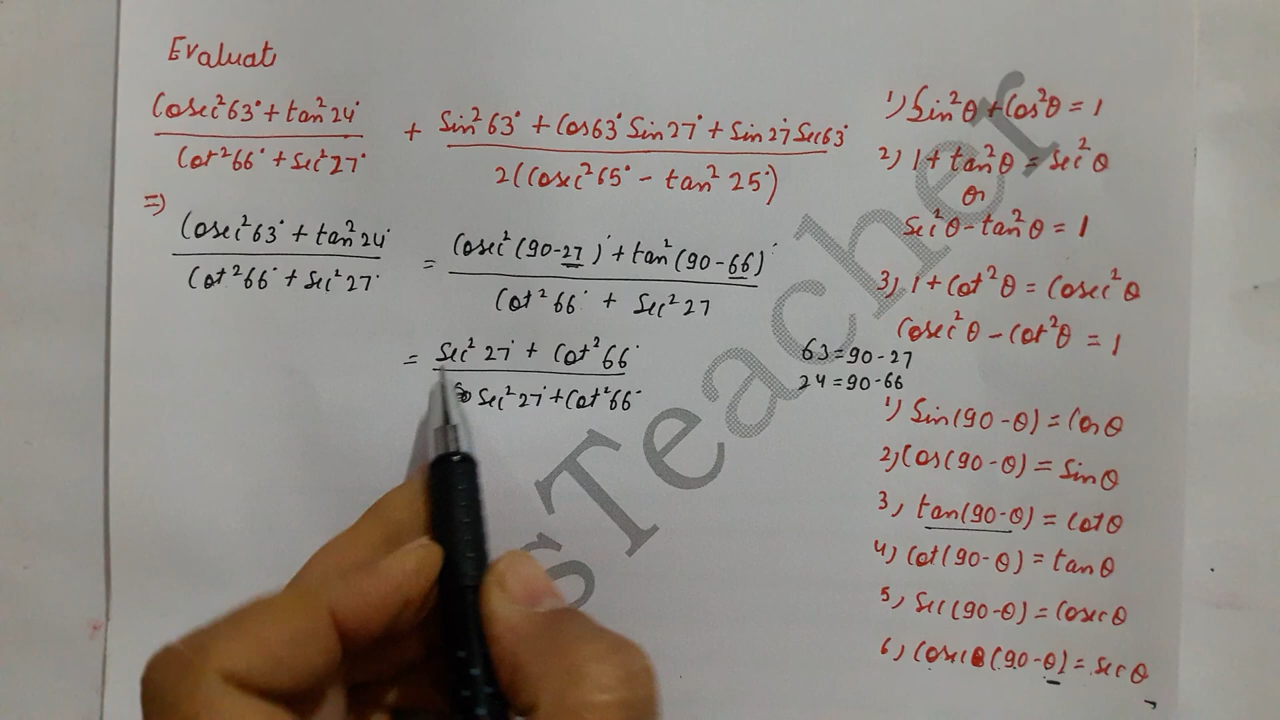 Evaluat
Cosec²63° + tan²24° / Cot²66° + Sec²27° + Sin²63° + Cos63° Sin27° + Sin27° Sec63° / 2(Cosec²65° - tan²25°)
=> Cosec²63° + tan²24° / Cot²66° + Sec²27° = Cosec²(90-27)° + tan²(90-66)° / Cot²66° + Sec²27
= Sec²27° + Cot²66° / Sec²27° + Cot²66°
63 = 90-27
24 = 90-66
1) Sin²θ + Cos²θ = 1
2) 1 + tan²θ = Sec²θ
or
Sec²θ - tan²θ = 1
3) 1 + Cot²θ = Cosec²θ
Cosec²θ - Cot²θ = 1
1) Sin(90-θ) = Cosθ
2) Cos(90-θ) = Sinθ
3, tan(90-θ) = Cotθ
4) Cot(90-θ) = tanθ
5, Sec(90-θ) = Cosecθ
6, Cosec(90-θ) = Secθ
sTeacher